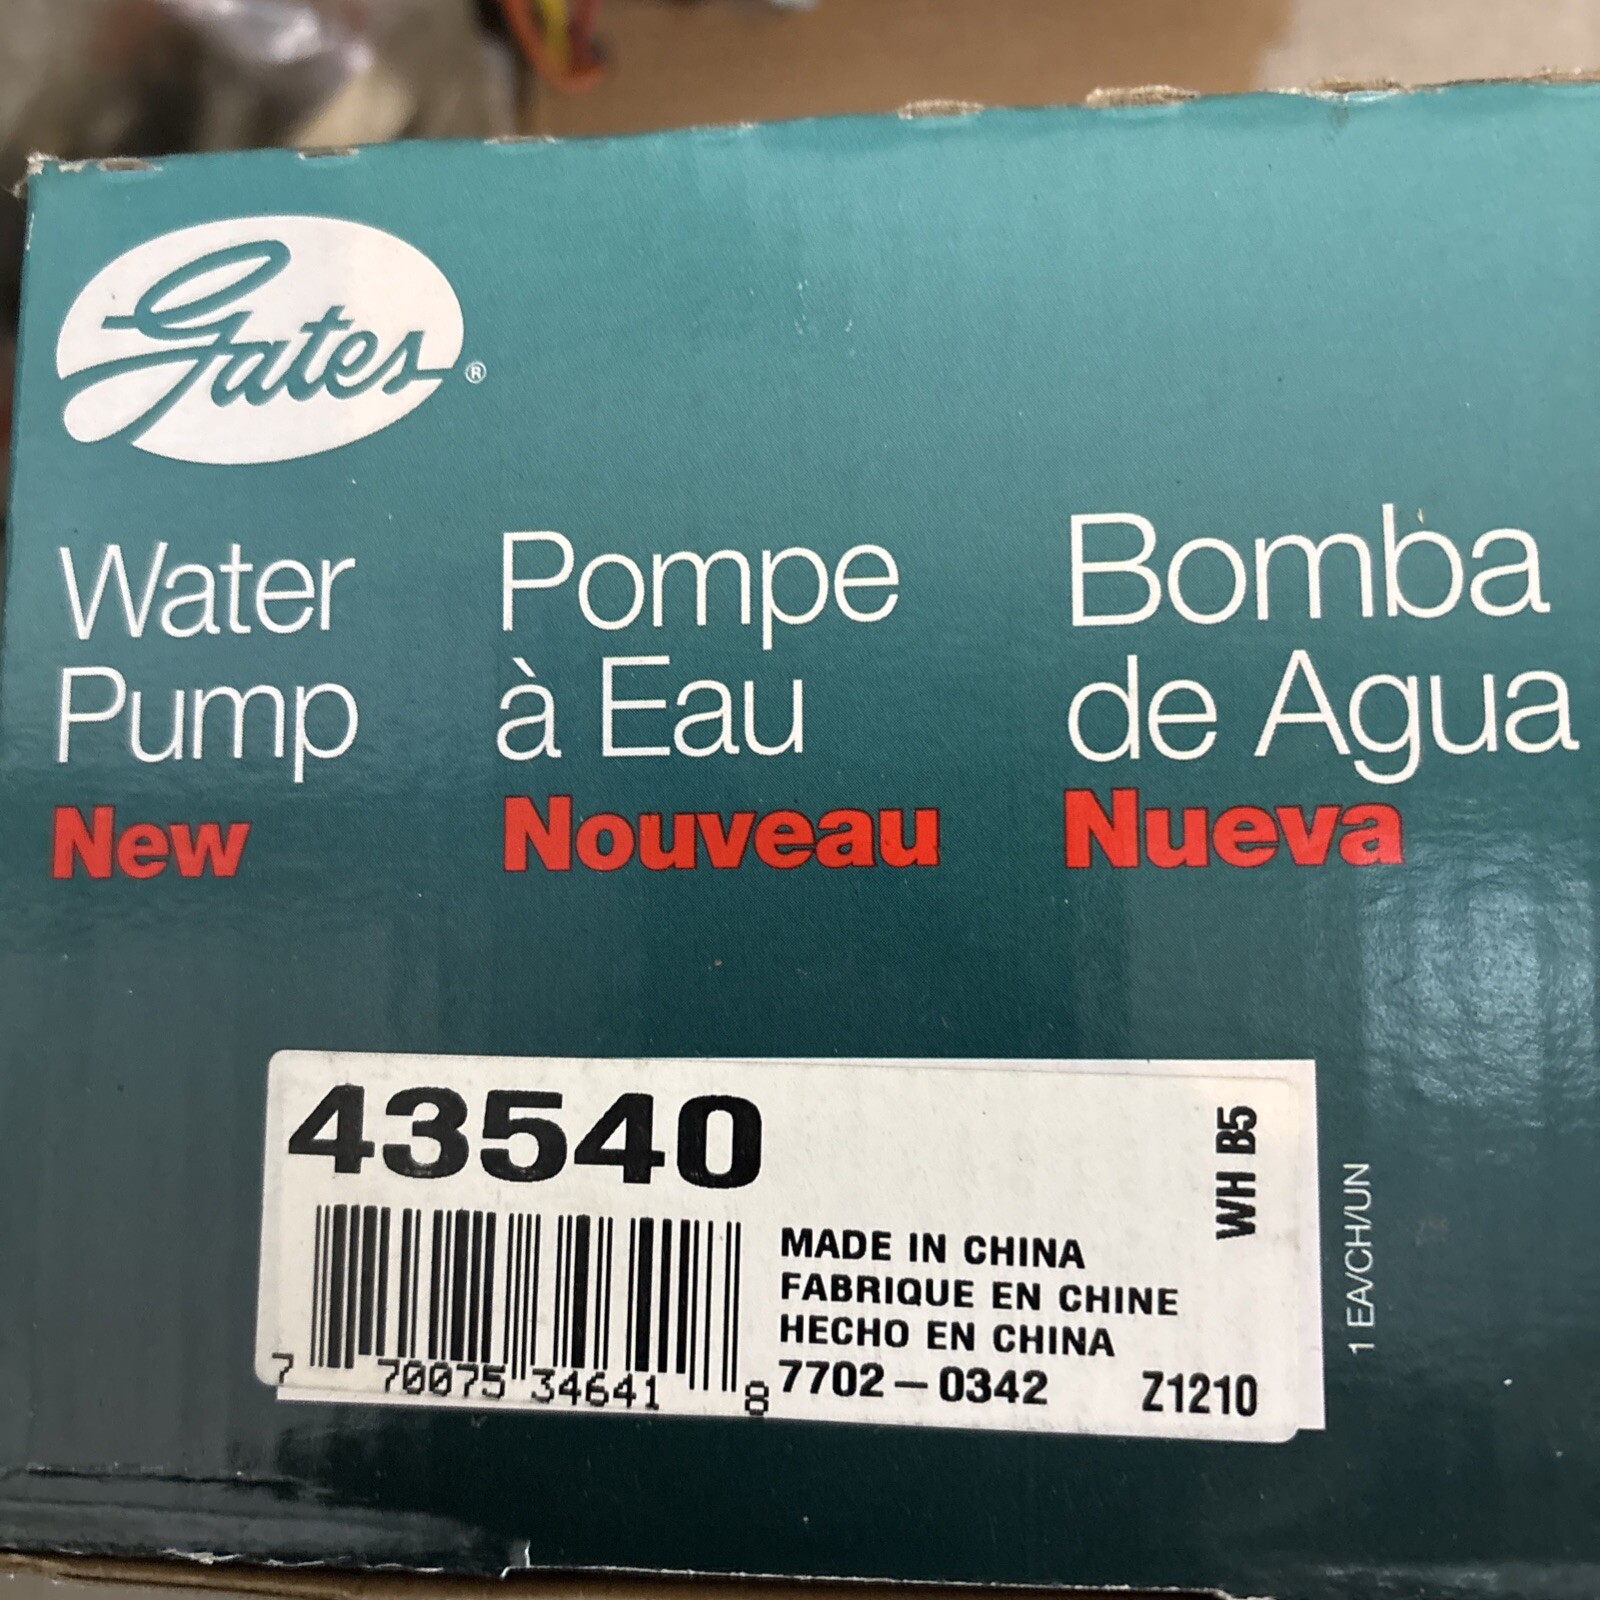 Gates®
Water
Pump
New
Pompe
à Eau
Nouveau
Bomba
de Agua
Nueva
43540
WH B5
MADE IN CHINA
FABRIQUE EN CHINE
HECHO EN CHINA
7702-0342 Z1210
7 70075 34641 8
1 EA/CH/UN